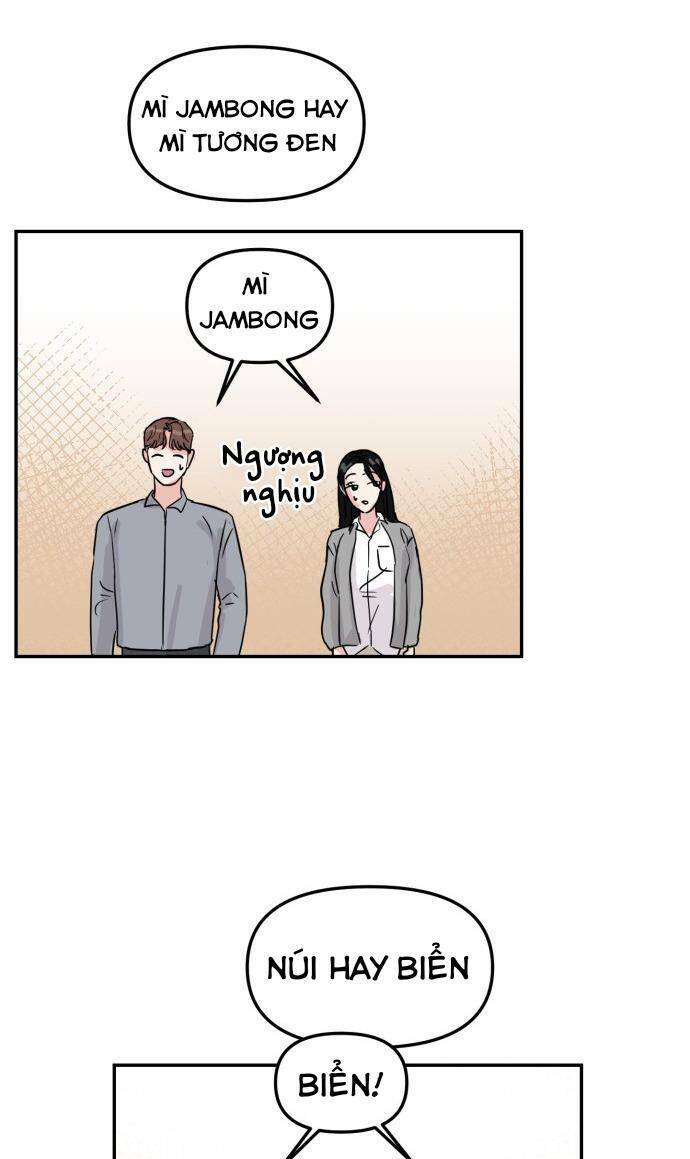 MÌ JAMBONG HAY
MÌ TƯƠNG ĐEN
MÌ
JAMBONG
Ngượng
nghịu
NÚI HAY BIỂN
BIỂN!